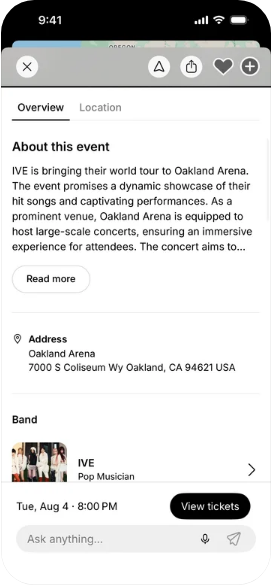 9:41
OREGON
Overview Location
About this event
IVE is bringing their world tour to Oakland Arena.
The event promises a dynamic showcase of their
hit songs and captivating performances. As a
prominent venue, Oakland Arena is equipped to
host large-scale concerts, ensuring an immersive
experience for attendees. The concert aims to...
Read more
Address
Oakland Arena
7000 S Coliseum Wy Oakland, CA 94621 USA
Band
IVE
Pop Musician
Tue, Aug 4 · 8:00 PM
View tickets
Ask anything...